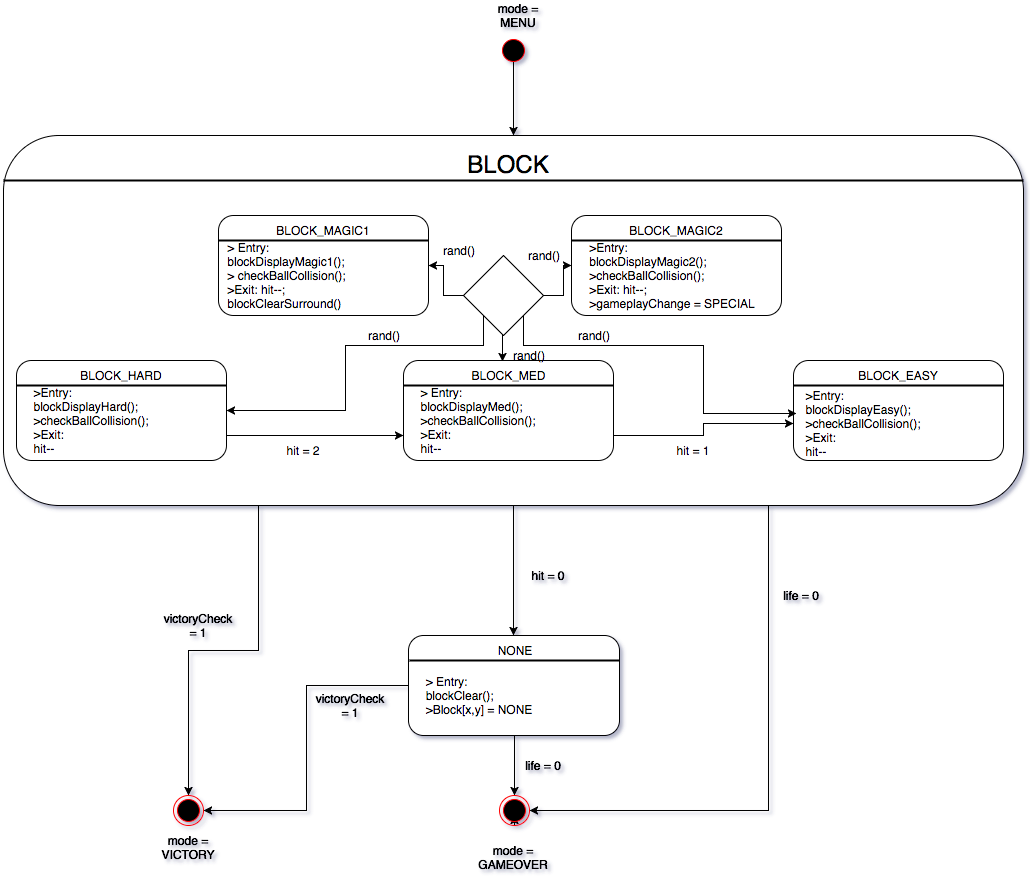 mode =
MENU
BLOCK
BLOCK_MAGIC1
> Entry:
blockDisplayMagic1();
> checkBallCollision();
>Exit: hit--;
blockClearSurround()
rand()
rand()
BLOCK_MAGIC2
>Entry:
blockDisplayMagic2();
>checkBallCollision();
>Exit: hit--;
>gameplayChange = SPECIAL
rand()
rand()
rand()
BLOCK_HARD
>Entry:
blockDisplayHard();
>checkBallCollision();
>Exit:
hit--
hit = 2
BLOCK_MED
> Entry:
blockDisplayMed();
>checkBallCollision();
>Exit:
hit--
hit = 1
BLOCK_EASY
>Entry:
blockDisplayEasy();
>checkBallCollision();
>Exit:
hit--
hit = 0
life = 0
victoryCheck
= 1
NONE
> Entry:
blockClear();
>Block[x,y] = NONE
victoryCheck
= 1
life = 0
mode =
VICTORY
mode =
GAMEOVER